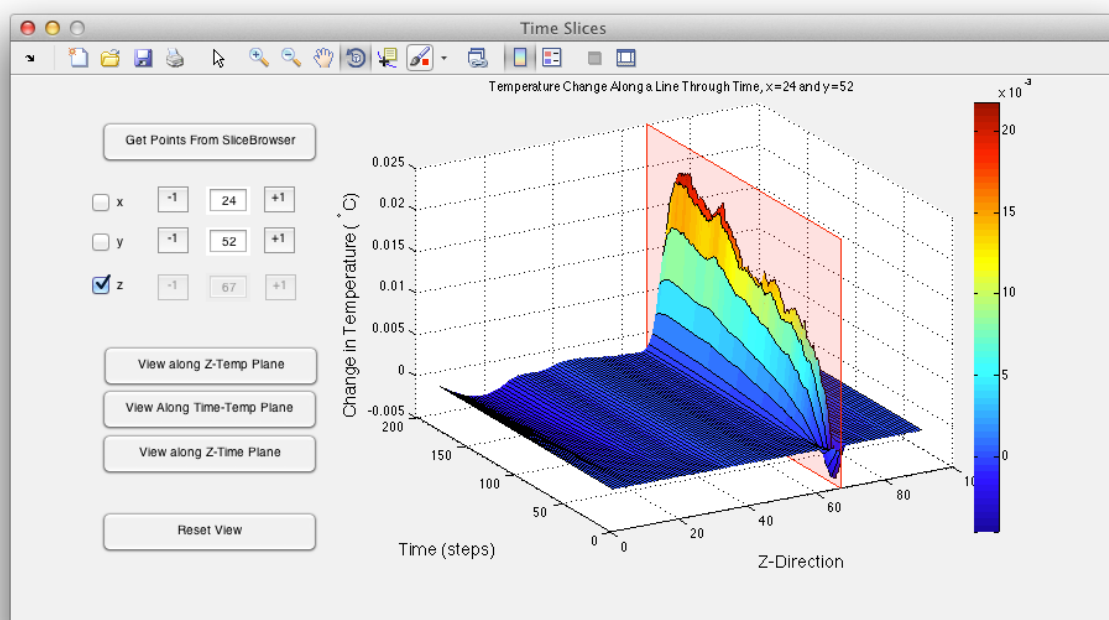 Time Slices
Temperature Change Along a Line Through Time, x=24 and y=52
Get Points From SliceBrowser
x -1 24 +1
y -1 52 +1
z -1 67 +1
View along Z-Temp Plane
View Along Time-Temp Plane
View along Z-Time Plane
Reset View
Change in Temperature (°C)
0.025
0.02
0.015
0.01
0.005
0
-0.005
200
150
100
50
0
Time (steps)
0
20
40
60
80
Z-Direction
x 10⁻³
20
15
10
5
0